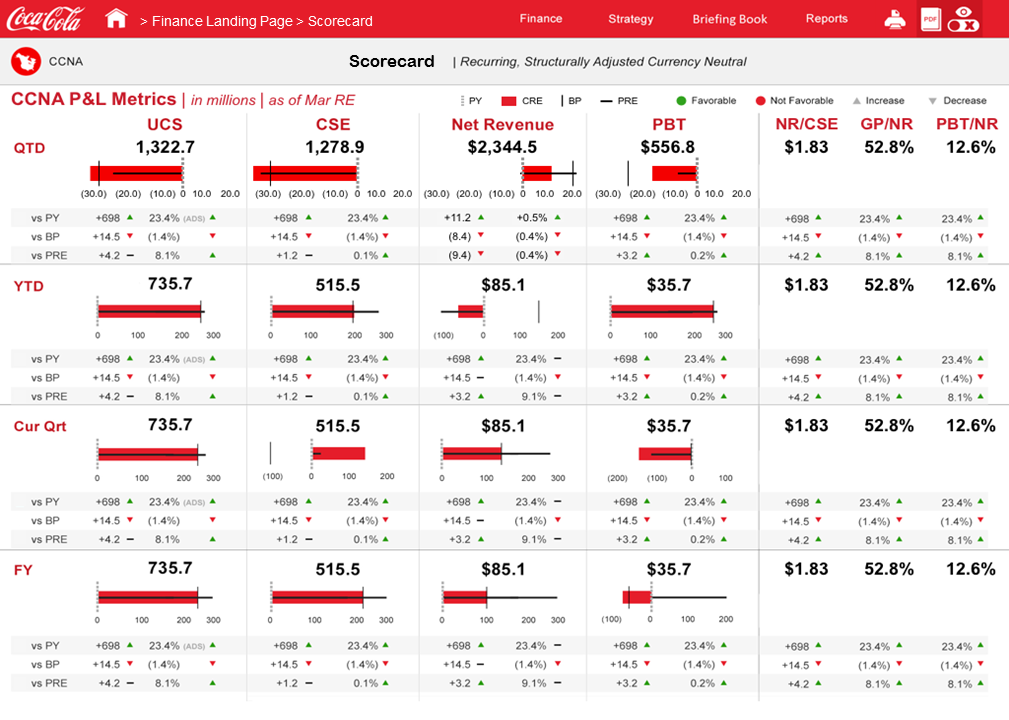 Coca-Cola > Finance Landing Page > Scorecard Finance Strategy Briefing Book Reports PDF
CCNA Scorecard | Recurring, Structurally Adjusted Currency Neutral
CCNA P&L Metrics | in millions | as of Mar RE PY CRE BP PRE Favorable Not Favorable Increase Decrease
UCS CSE Net Revenue PBT NR/CSE GP/NR PBT/NR
QTD 1,322.7 1,278.9 $2,344.5 $556.8 $1.83 52.8% 12.6%
(30.0) (20.0) (10.0) 0 10.0 20.0 (30.0) (20.0) (10.0) 0 10.0 20.0 (30.0) (20.0) (10.0) 0 10.0 20.0 (30.0) (20.0) (10.0) 0 10.0 20.0
vs PY +698 23.4% (ADS) +698 23.4% +11.2 +0.5% +698 23.4% +698 23.4% 23.4%
vs BP +14.5 (1.4%) +14.5 (1.4%) (8.4) (0.4%) +14.5 (1.4%) +14.5 (1.4%) (1.4%)
vs PRE +4.2 8.1% +1.2 0.1% (9.4) (0.4%) +3.2 0.2% +4.2 8.1% 8.1%
YTD 735.7 515.5 $85.1 $35.7 $1.83 52.8% 12.6%
0 100 200 300 0 100 200 300 (100) 0 100 200 0 100 200 300
vs PY +698 23.4% (ADS) +698 23.4% +698 23.4% +698 23.4% +698 23.4% 23.4%
vs BP +14.5 (1.4%) +14.5 (1.4%) +14.5 (1.4%) +14.5 (1.4%) +14.5 (1.4%) (1.4%)
vs PRE +4.2 8.1% +1.2 0.1% +3.2 9.1% +3.2 0.2% +4.2 8.1% 8.1%
Cur Qrt 735.7 515.5 $85.1 $35.7 $1.83 52.8% 12.6%
0 100 200 300 (100) 0 100 200 0 100 200 300 (200) (100) 0 100
vs PY +698 23.4% (ADS) +698 23.4% +698 23.4% +698 23.4% +698 23.4% 23.4%
vs BP +14.5 (1.4%) +14.5 (1.4%) +14.5 (1.4%) +14.5 (1.4%) +14.5 (1.4%) (1.4%)
vs PRE +4.2 8.1% +1.2 0.1% +3.2 9.1% +3.2 0.2% +4.2 8.1% 8.1%
FY 735.7 515.5 $85.1 $35.7 $1.83 52.8% 12.6%
0 100 200 300 0 100 200 300 0 100 200 300 (100) 0 100 200
vs PY +698 23.4% (ADS) +698 23.4% +698 23.4% +698 23.4% +698 23.4% 23.4%
vs BP +14.5 (1.4%) +14.5 (1.4%) +14.5 (1.4%) +14.5 (1.4%) +14.5 (1.4%) (1.4%)
vs PRE +4.2 8.1% +1.2 0.1% +3.2 9.1% +3.2 0.2% +4.2 8.1% 8.1%